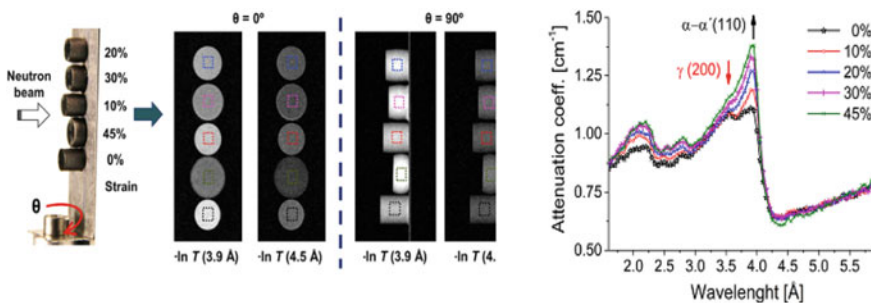 θ = 0º
θ = 90º
Neutron beam
20%
30%
10%
45%
0%
Strain
θ
-ln T (3.9 Å)
-ln T (4.5 Å)
-ln T (3.9 Å)
-ln T (4.
Attenuation coeff. [cm⁻¹]
1.50
1.25
1.00
0.75
0.50
α–α´(110)
γ (200)
0%
10%
20%
30%
45%
2.0 2.5 3.0 3.5 4.0 4.5 5.0 5.5
Wavelenght [Å]